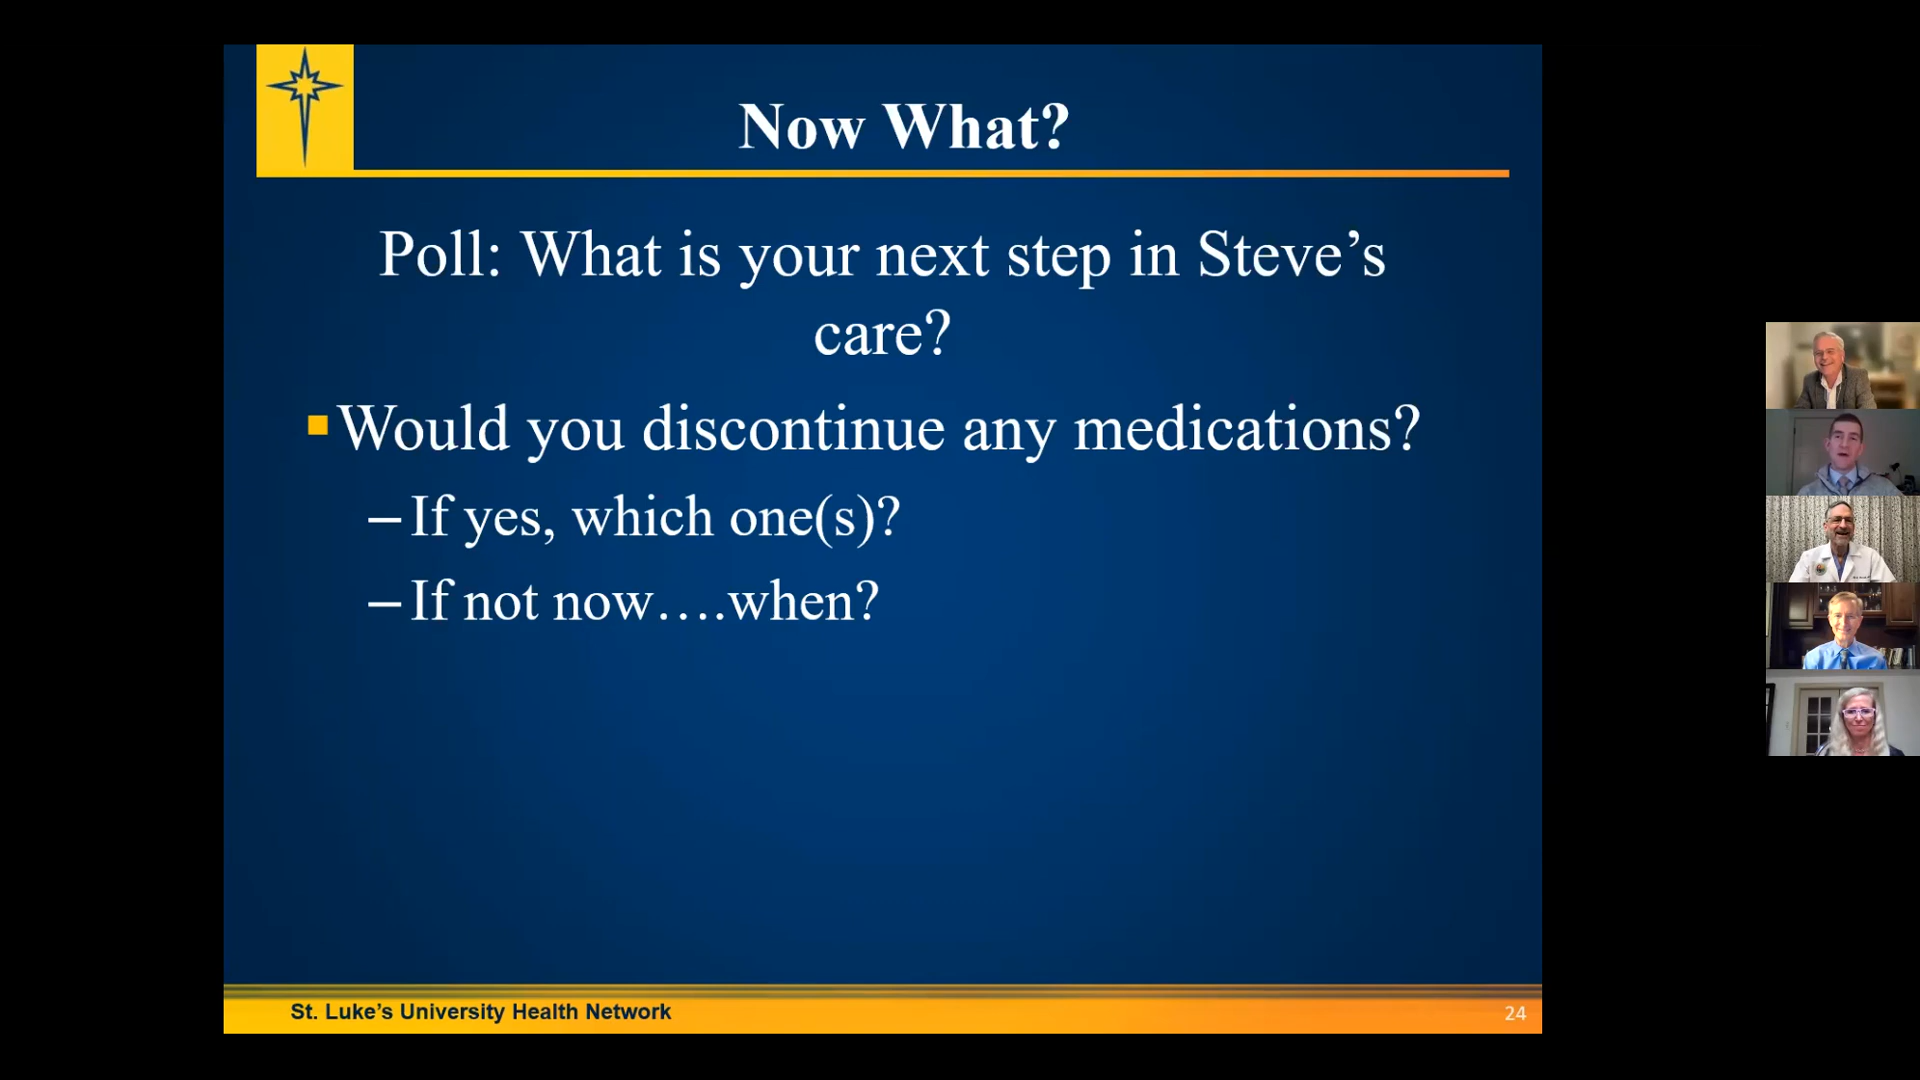 Now What?
Poll: What is your next step in Steve’s
care?
Would you discontinue any medications?
–If yes, which one(s)?
–If not now….when?
St. Luke’s University Health Network
24